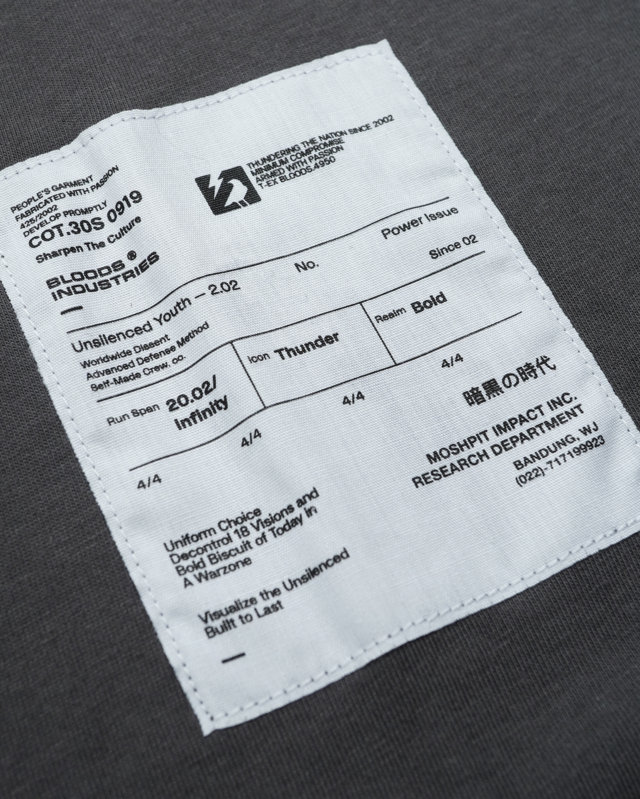 PEOPLE'S GARMENT
FABRICATED WITH PASSION
425/2002
DEVELOP PROMPTLY
COT.30S 0919
Sharpen The Culture
BLOODS ®
INDUSTRIES
THUNDERING THE NATION SINCE 2002
MINIMUM COMPROMISE
ARMED WITH PASSION
T-EX BLOODS.4950
Unsilenced Youth — 2.02
No.
Power Issue
Worldwide Dissent
Advanced Defense Method
Self-Made Crew, co.
Since 02
Run Span 20.02/
Infinity
Icon Thunder
Realm Bold
4/4 4/4 4/4 4/4
暗黒の時代
MOSHPIT IMPACT INC.
RESEARCH DEPARTMENT
BANDUNG, WJ
(022)-717199923
Uniform Choice
Decontrol 18 Visions and
Bold Biscuit of Today in
A Warzone
Visualize the Unsilenced
Built to Last